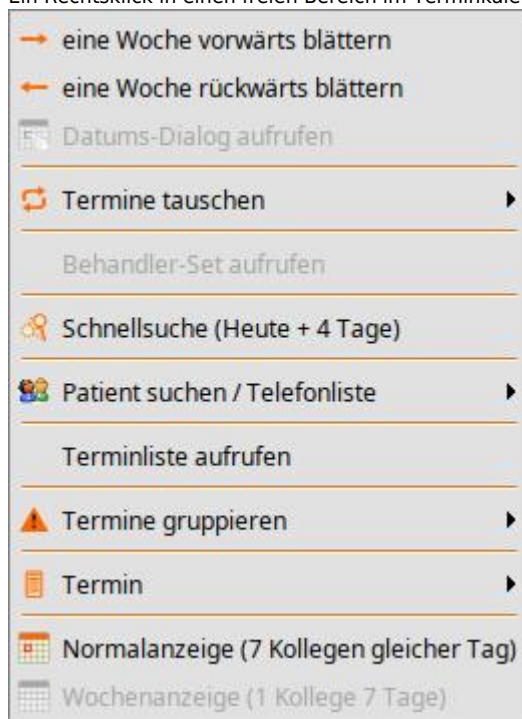 eine Woche vorwärts blättern
eine Woche rückwärts blättern
Datums-Dialog aufrufen
Termine tauschen
Behandler-Set aufrufen
Schnellsuche (Heute + 4 Tage)
Patient suchen / Telefonliste
Terminliste aufrufen
Termine gruppieren
Termin
Normalanzeige (7 Kollegen gleicher Tag)
Wochenanzeige (1 Kollege 7 Tage)